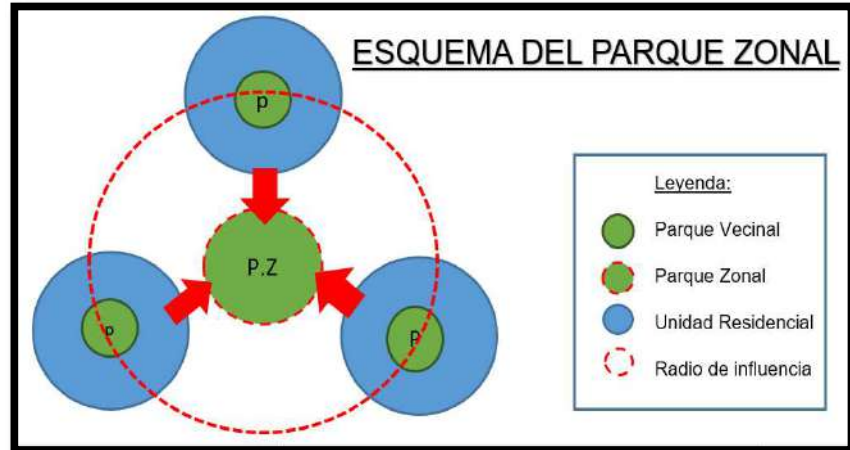 ESQUEMA DEL PARQUE ZONAL
p
P.Z
p
P
Leyenda:
Parque Vecinal
Parque Zonal
Unidad Residencial
Radio de influencia